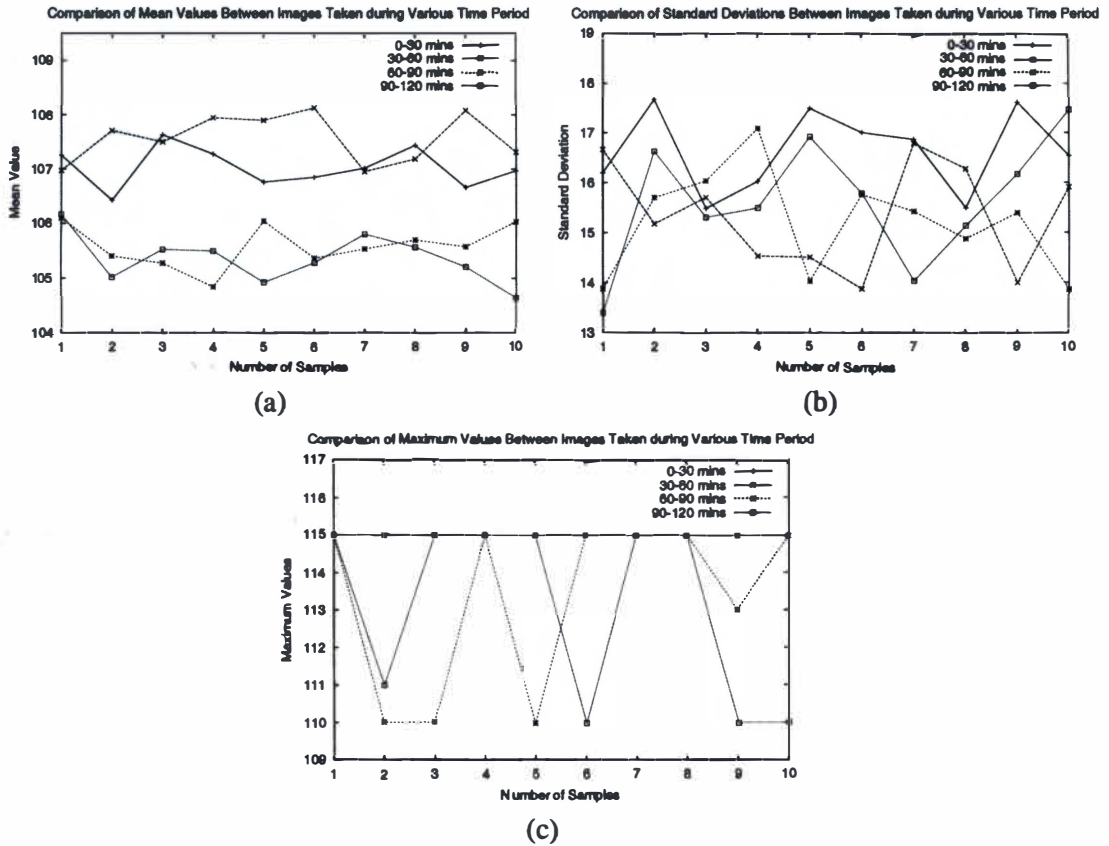 Comparison of Mean Values Between Images Taken during Various Time Period
109
108
107
106
105
104
Mean Value
0-30 mins
30-60 mins
60-90 mins
90-120 mins
1 2 3 4 5 6 7 8 9 10
Number of Samples
(a)
Comparison of Standard Deviations Between Images Taken during Various Time Period
19
18
17
16
15
14
13
Standard Deviation
0-30 mins
30-60 mins
60-90 mins
90-120 mins
1 2 3 4 5 6 7 8 9 10
Number of Samples
(b)
Comparison of Maximum Values Between Images Taken during Various Time Period
117
116
115
114
113
112
111
110
109
Maximum Values
0-30 mins
30-60 mins
60-90 mins
90-120 mins
1 2 3 4 5 6 7 8 9 10
Number of Samples
(c)